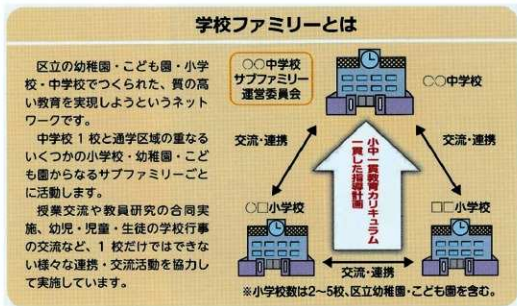 学校ファミリーとは
区立の幼稚園・こども園・小学
校・中学校でつくられた、質の高
い教育を実現しようというネット
ワークです。
中学校1校と通学区域の重なる
いくつかの小学校・幼稚園・こど
も園からなるサブファミリーごと
に活動します。
授業交流や教員研究の合同実
施、幼児・児童・生徒の学校行事
の交流など、1校だけではできな
い様々な連携・交流活動を協力し
て実施しています。
○○中学校
サブファミリー
運営委員会
○○中学校
交流・連携
交流・連携
小中一貫教育カリキュラム
一貫した指導計画
○□小学校
□□小学校
交流・連携
※小学校数は2~5校、区立幼稚園・こども園を含む。